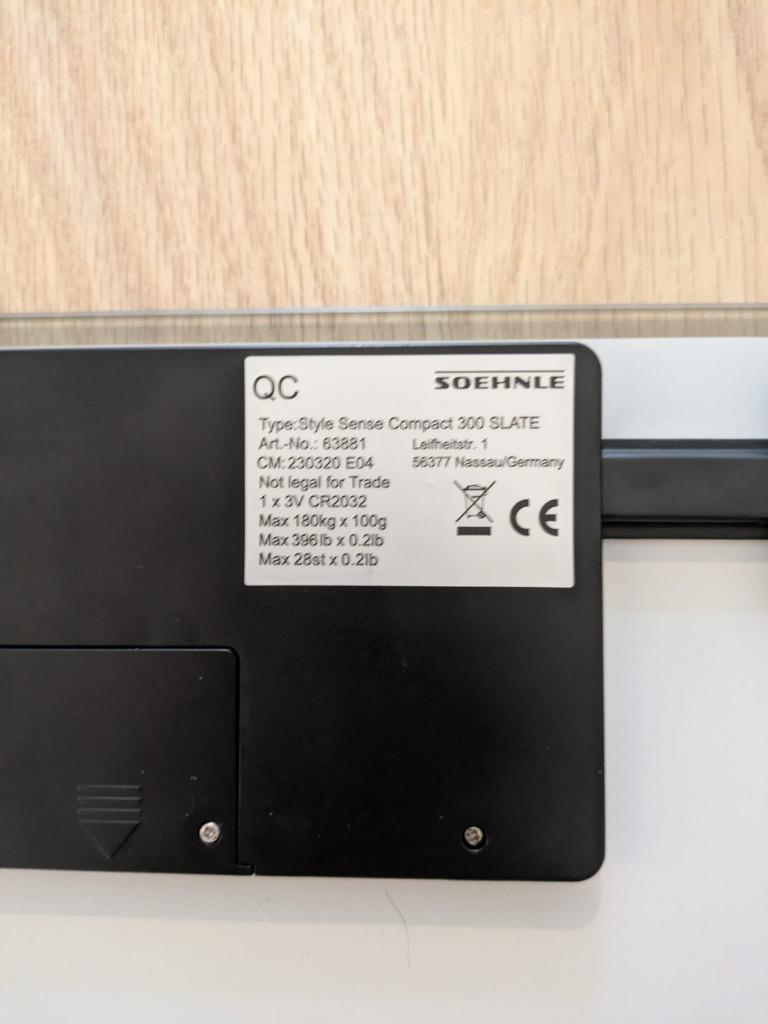 QC
SOEHNLE
Type:Style Sense Compact 300 SLATE
Art.-No.: 63881
Leifheitstr. 1
CM: 230320 E04
56377 Nassau/Germany
Not legal for Trade
1 x 3V CR2032
Max 180kg x 100g
Max 396lb x 0.2lb
Max 28st x 0.2lb
CE